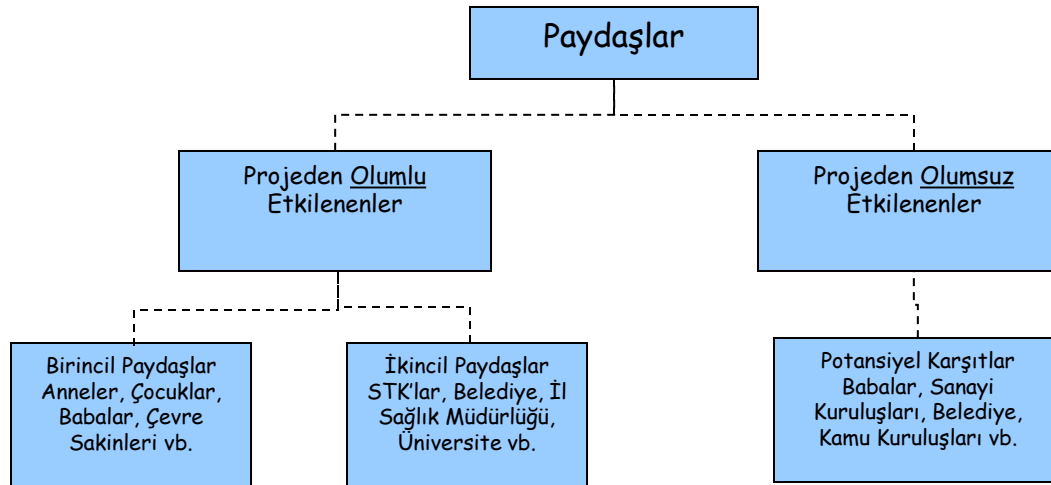 Paydaşlar
Projeden Olumlu
Etkilenenler
Projeden Olumsuz
Etkilenenler
Birincil Paydaşlar
Anneler, Çocuklar,
Babalar, Çevre
Sakinleri vb.
İkincil Paydaşlar
STK'lar, Belediye, İl
Sağlık Müdürlüğü,
Üniversite vb.
Potansiyel Karşıtlar
Babalar, Sanayi
Kuruluşları, Belediye,
Kamu Kuruluşları vb.